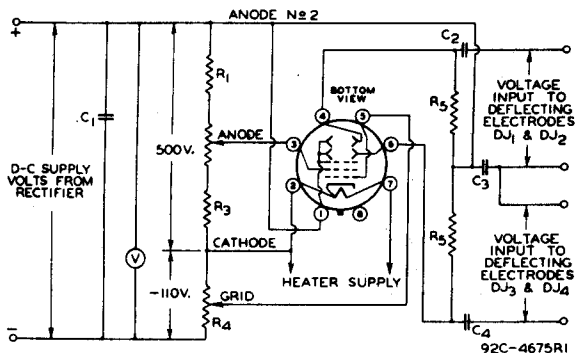 ANODE Nº2
+
C2
C1
R1
BOTTOM
VIEW
4
5
R5
VOLTAGE
INPUT TO
DEFLECTING
ELECTRODES
DJ1 & DJ2
500V.
ANODE
3
6
D-C SUPPLY
VOLTS FROM
RECTIFIER
R3
2
7
C3
1
8
CATHODE
V
HEATER SUPPLY
R5
VOLTAGE
INPUT TO
DEFLECTING
ELECTRODES
DJ3 & DJ4
-110V.
GRID
R4
C4
−
92C-4675R1